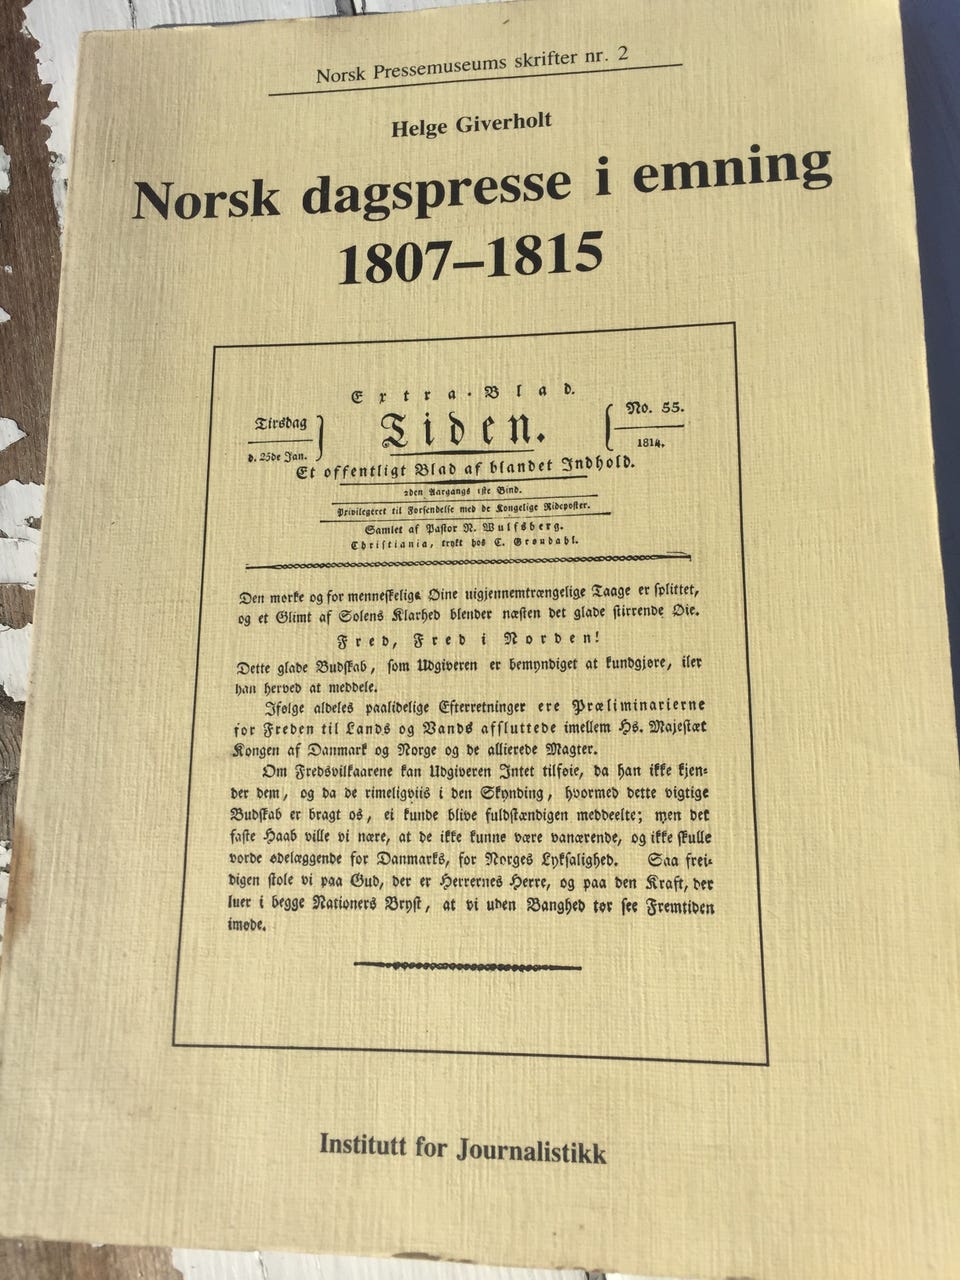 Norsk Pressemuseums skrifter nr. 2
Helge Giverholt
Norsk dagspresse i emning
1807–1815
Extra-Blad.
Tirsdag
d. 25de Jan.
Tiden.
No. 55.
1814.
Et offentligt Blad af blandet Indhold.
2den Aargangs 1ste Bind.
Privilegeret til Forsendelse med de Kongelige Rideposter.
Samlet af Pastor N. Wulfsberg.
Christiania, trykt hos C. Grøndahl.
Den mørke og for menneskelige Øine uigjennemtrængelige Taage er splittet,
og et Glimt af Solens Klarhed blender næsten det glade stirrende Øie.
Fred, Fred i Norden!
Dette glade Budskab, som Udgiveren er bemyndiget at kundgjøre, iler
han herved at meddele.
Ifølge aldeles paalidelige Efterretninger ere Præliminarierne
for Freden til Lands og Vands affluttede imellem Hs. Majestæt
Kongen af Danmark og Norge og de allierede Magter.
Om Fredsvilkaarene kan Udgiveren Intet tilføie, da han ikke kjen-
der dem, og da de rimeligviis i den Skynding, hvormed dette vigtige
Budskab er bragt os, ei kunde blive fuldstændigen meddeelte; men det
faste Haab ville vi nære, at de ikke kunne være vanærende, og ikke skulle
vorde ødelæggende for Danmarks, for Norges Lyksalighed. Saa frei-
digen stole vi paa Gud, der er Herrernes Herre, og paa den Kraft, der
luer i begge Nationers Bryst, at vi uden Banghed tør see Fremtiden
imøde.
Institutt for Journalistikk